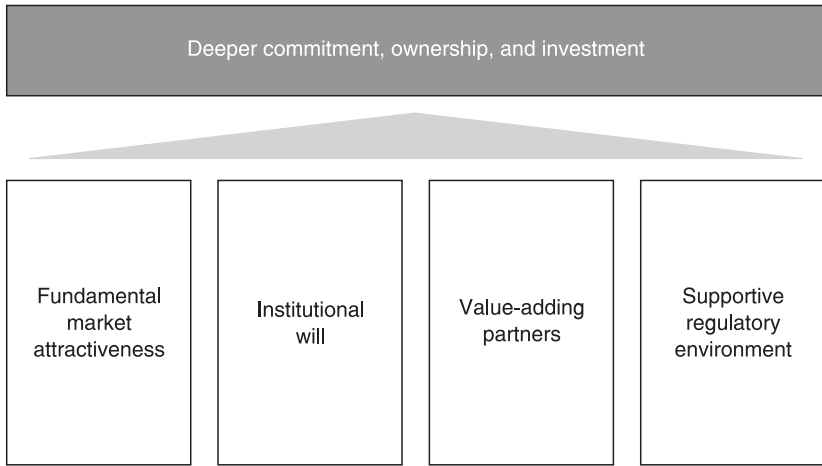 Deeper commitment, ownership, and investment
Fundamental
market
attractiveness
Institutional
will
Value-adding
partners
Supportive
regulatory
environment